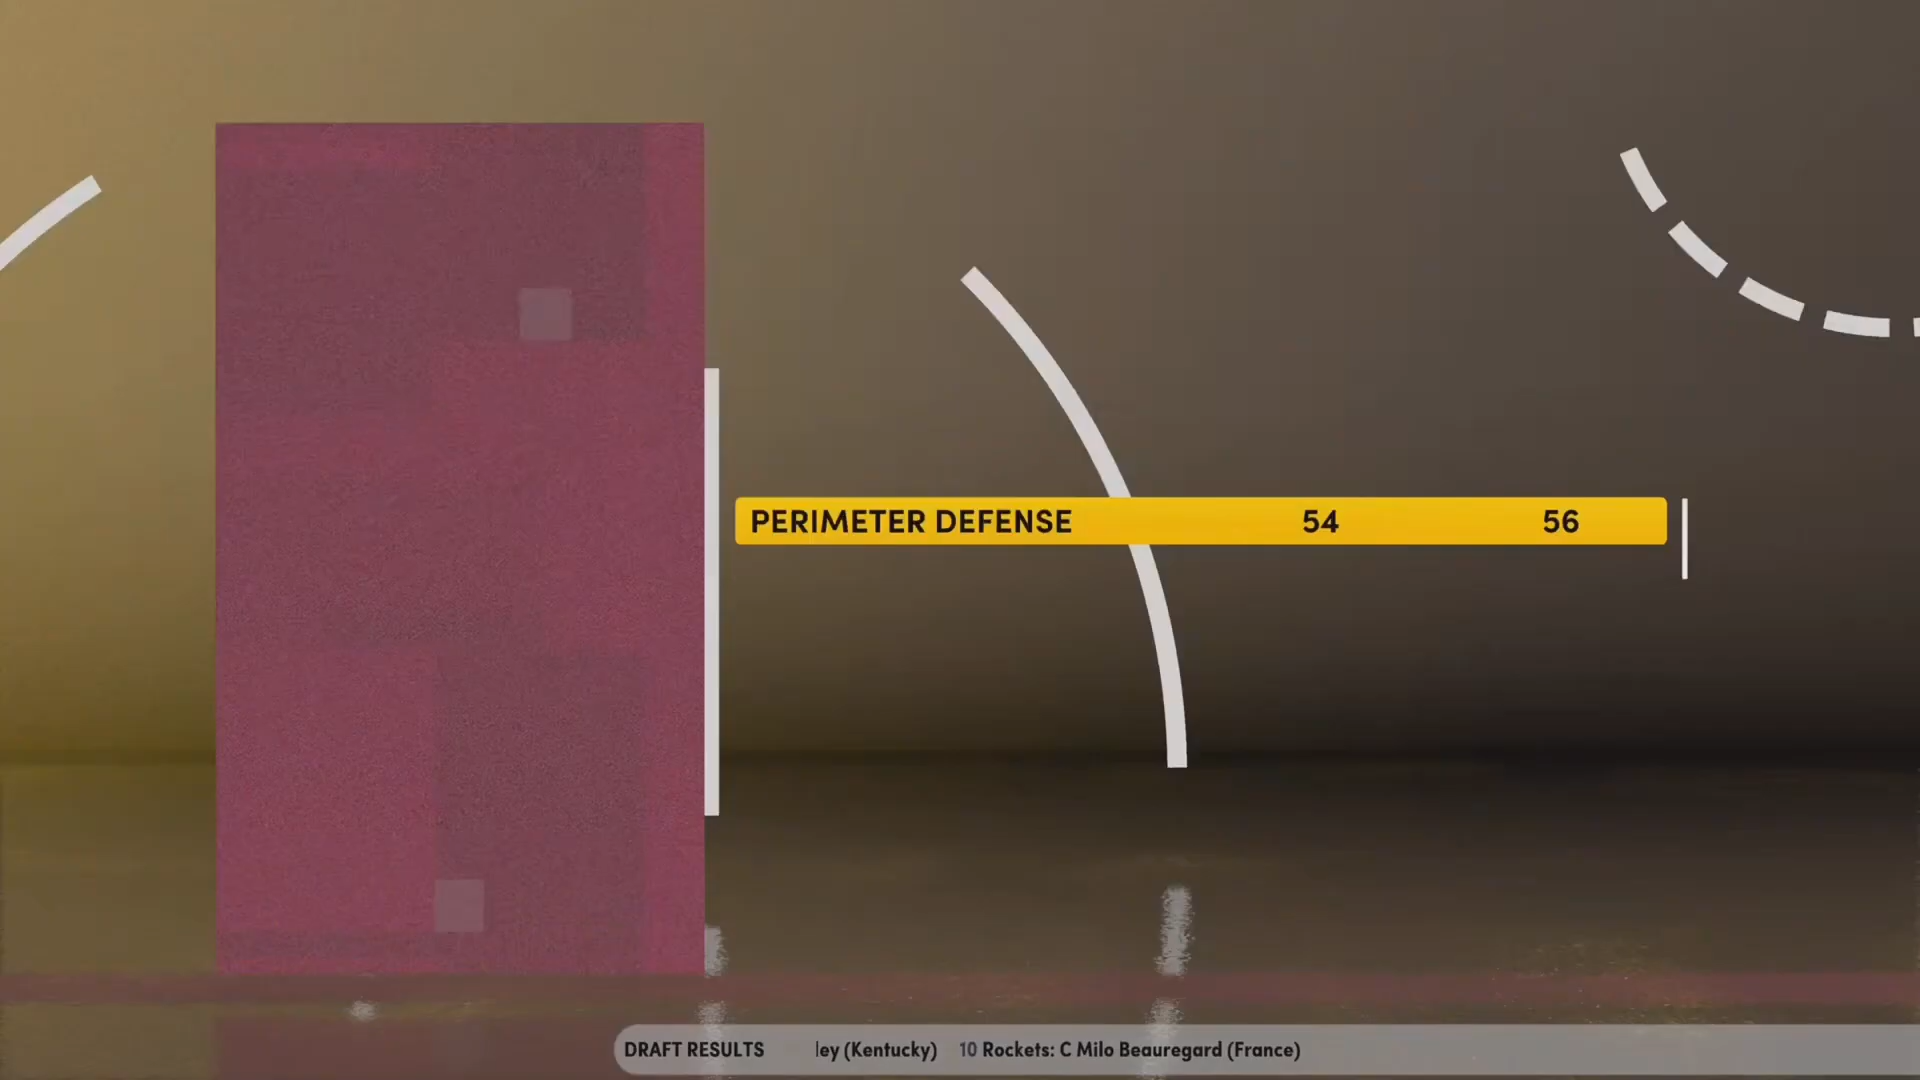 PERIMETER DEFENSE 54 56
DRAFT RESULTS ley (Kentucky) 10 Rockets: C Milo Beauregard (France)